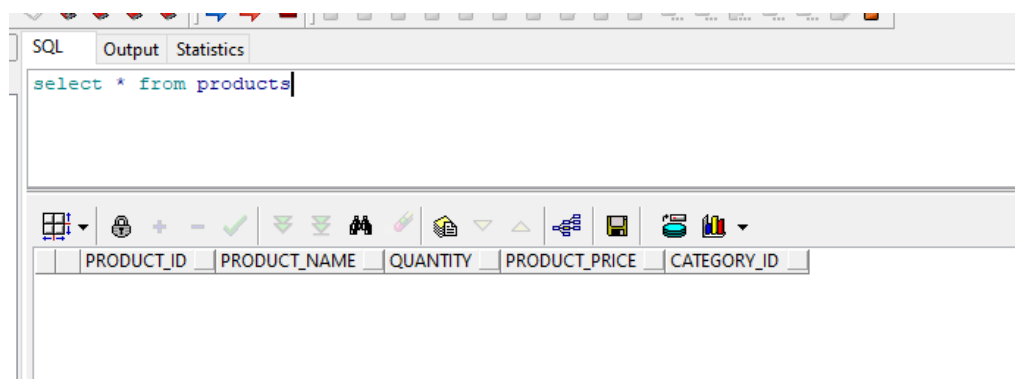 SQL Output Statistics
select * from products
PRODUCT_ID PRODUCT_NAME QUANTITY PRODUCT_PRICE CATEGORY_ID